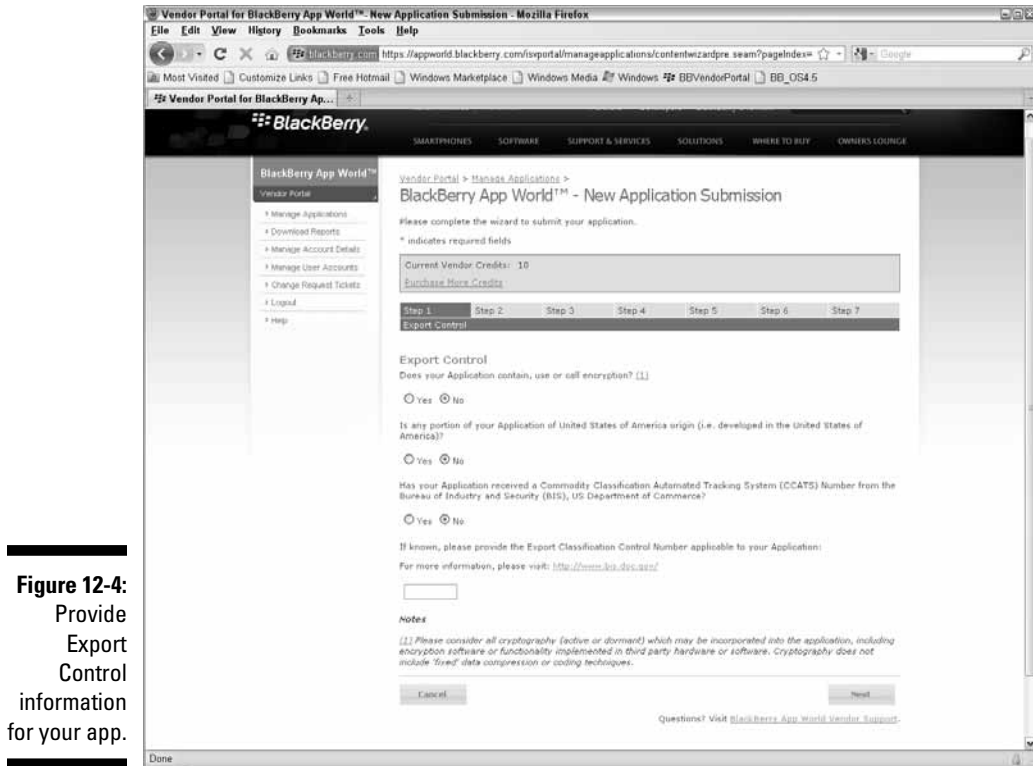 Vendor Portal for BlackBerry App World™- New Application Submission - Mozilla Firefox
File Edit View History Bookmarks Tools Help
blackberry.com https://appworld.blackberry.com/isvportal/manageapplications/contentwizardpre.seam?pageIndex= Google
Most Visited Customize Links Free Hotmail Windows Marketplace Windows Media Windows BBVendorPortal BB_OS4.5
Vendor Portal for BlackBerry Ap...
BlackBerry.
SMARTPHONES SOFTWARE SUPPORT & SERVICES SOLUTIONS WHERE TO BUY OWNERS LOUNGE
BlackBerry App World™
Vendor Portal
Manage Applications
Download Reports
Manage Account Details
Manage User Accounts
Change Request Tickets
Logout
Help
Vendor Portal > Manage Applications >
BlackBerry App World™ - New Application Submission
Please complete the wizard to submit your application.
* indicates required fields
Current Vendor Credits: 10
Purchase More Credits
Step 1 Step 2 Step 3 Step 4 Step 5 Step 6 Step 7
Export Control
Export Control
Does your Application contain, use or call encryption? (1)
Yes No
Is any portion of your Application of United States of America origin (i.e. developed in the United States of
America)?
Yes No
Has your Application received a Commodity Classification Automated Tracking System (CCATS) Number from the
Bureau of Industry and Security (BIS), US Department of Commerce?
Yes No
If known, please provide the Export Classification Control Number applicable to your Application:
For more information, please visit: http://www.bis.doc.gov/
Notes
(1) Please consider all cryptography (active or dormant) which may be incorporated into the application, including
encryption software or functionality implemented in third party hardware or software. Cryptography does not
include 'fixed' data compression or coding techniques.
Cancel Next
Questions? Visit BlackBerry App World Vendor Support.
Done
Figure 12-4:
Provide
Export
Control
information
for your app.